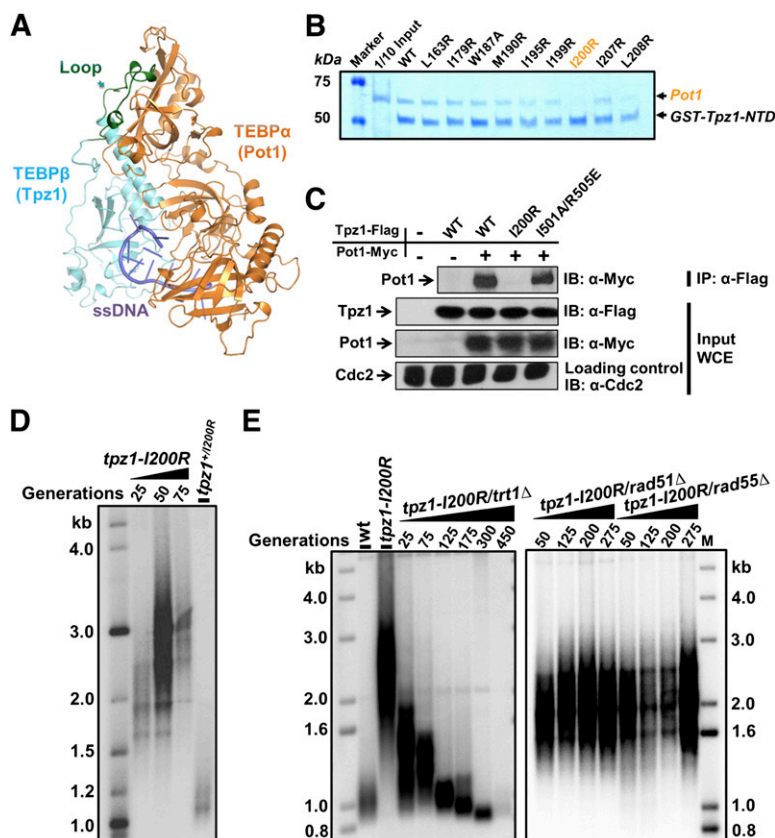 A
Loop
TEBPα
(Pot1)
TEBPβ
(Tpz1)
ssDNA
B
kDa Marker 1/10 Input WT L163R I179R W187A M190R I195R I199R I200R I207R L208R
75
50
Pot1
GST-Tpz1-NTD
C
Tpz1-Flag - WT WT I200R I501A/R505E
Pot1-Myc - - + + +
Pot1 IB: α-Myc IP: α-Flag
Tpz1 IB: α-Flag
Pot1 IB: α-Myc
Input
WCE
Cdc2 Loading control
IB: α-Cdc2
D
tpz1-I200R tpz1+/I200R
Generations 25 50 75
kb
4.0
3.0
2.0
1.5
1.2
1.0
E
wt tpz1-I200R tpz1-I200R/trt1Δ
Generations 25 75 125 175 300 450
kb
4.0
3.0
2.0
1.6
1.0
0.8
tpz1-I200R/rad51Δ
tpz1-I200R/rad55Δ
50 125 200 275 50 125 200 275 M
kb
4.0
3.0
2.0
1.6
1.0
0.8